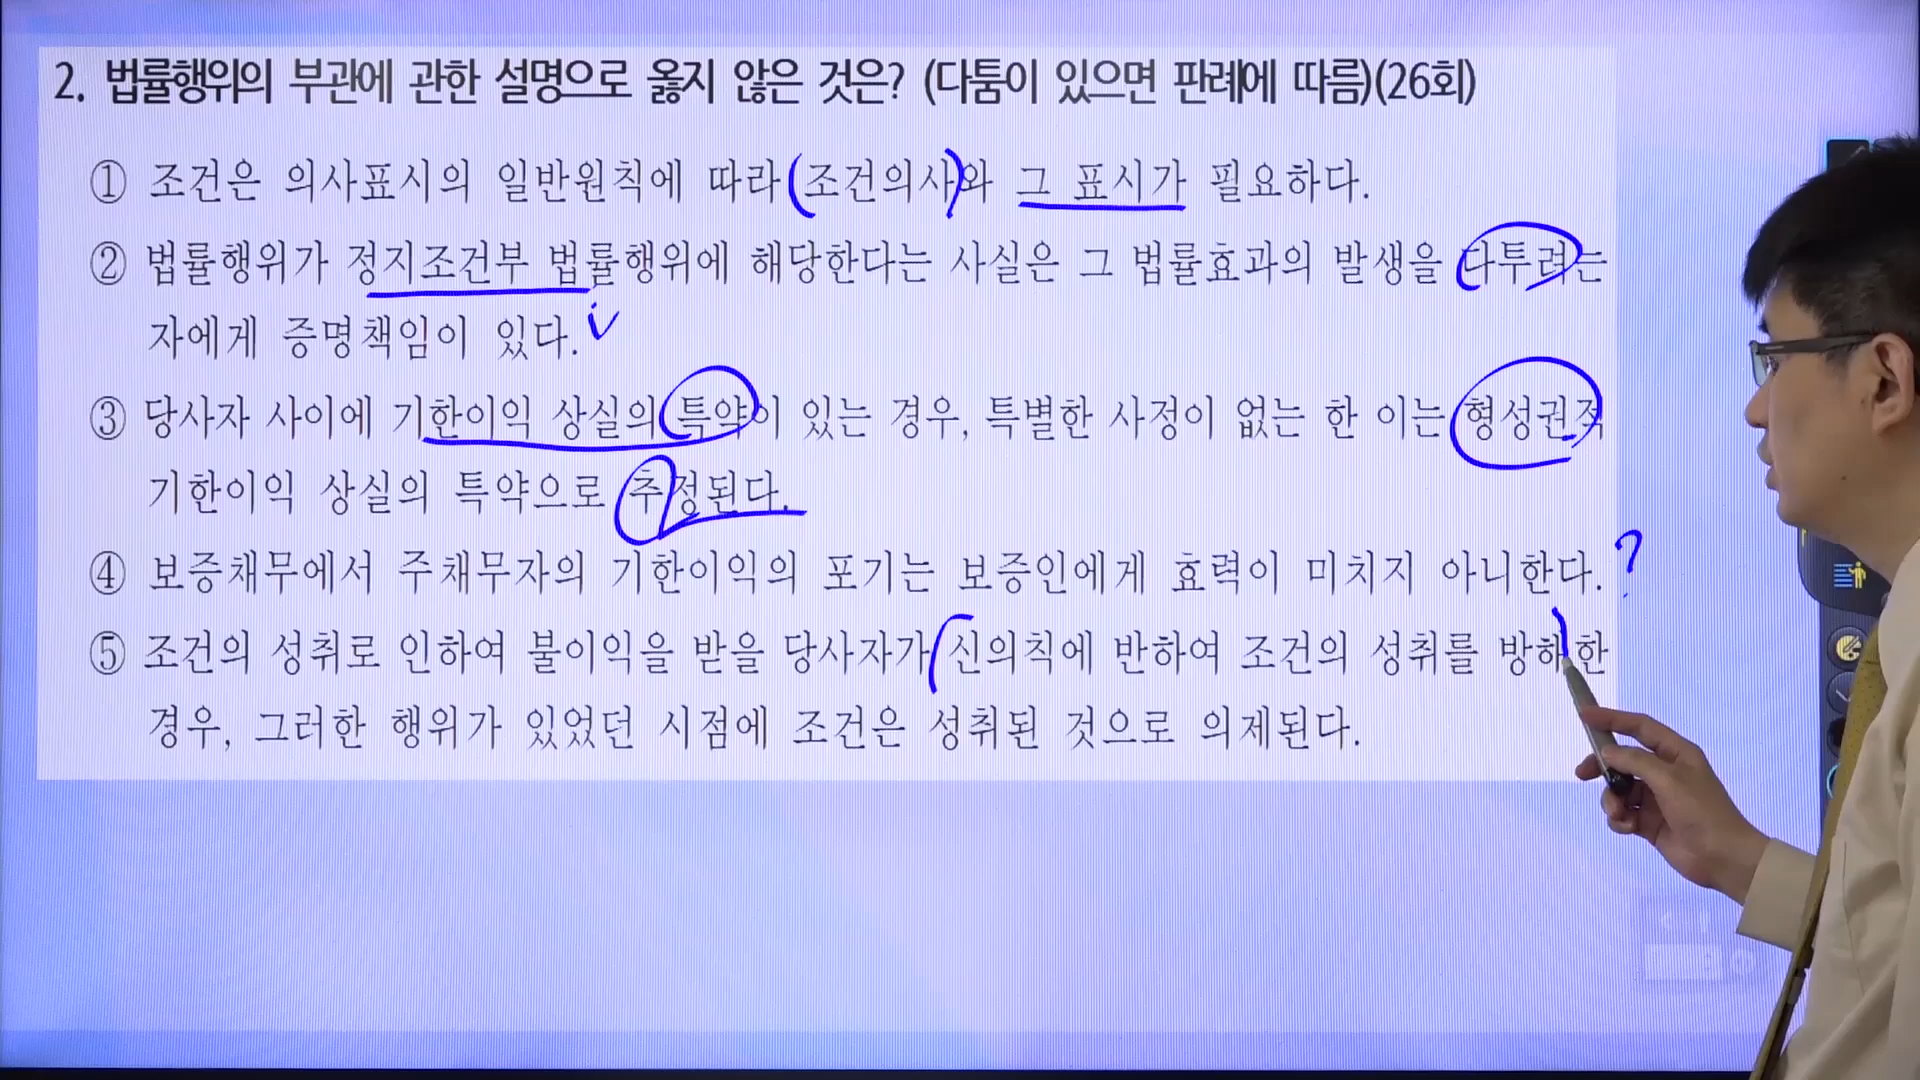 2. 법률행위의 부관에 관한 설명으로 옳지 않은 것은? (다툼이 있으면 판례에 따름)(26회)
① 조건은 의사표시의 일반원칙에 따라 조건의사와 그 표시가 필요하다.
② 법률행위가 정지조건부 법률행위에 해당한다는 사실은 그 법률효과의 발생을 다투려는
자에게 증명책임이 있다.
③ 당사자 사이에 기한이익 상실의 특약이 있는 경우, 특별한 사정이 없는 한 이는 형성권적
기한이익 상실의 특약으로 추정된다.
④ 보증채무에서 주채무자의 기한이익의 포기는 보증인에게 효력이 미치지 아니한다. ?
⑤ 조건의 성취로 인하여 불이익을 받을 당사자가 신의칙에 반하여 조건의 성취를 방해한
경우, 그러한 행위가 있었던 시점에 조건은 성취된 것으로 의제된다.